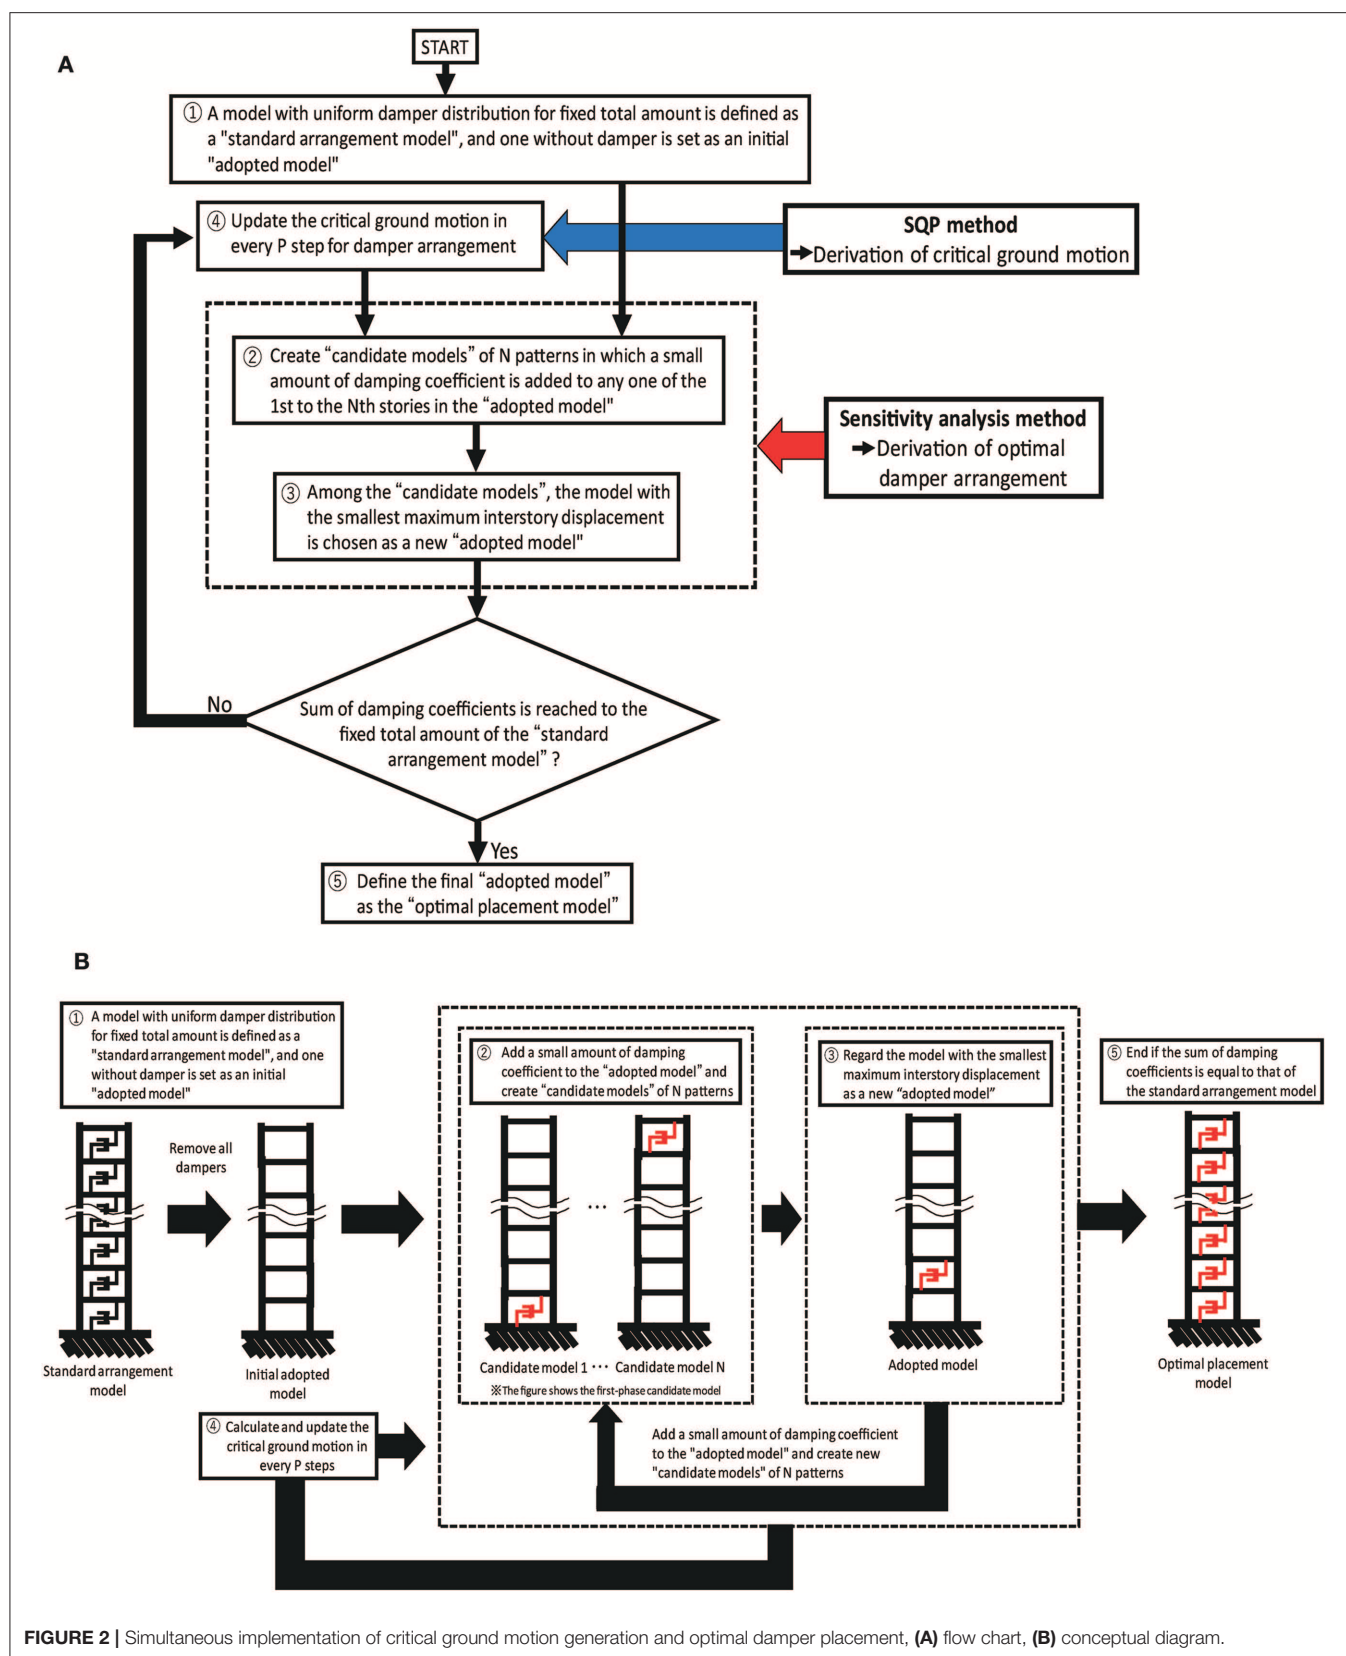 A
START
① A model with uniform damper distribution for fixed total amount is defined as
a "standard arrangement model", and one without damper is set as an initial
"adopted model"
④ Update the critical ground motion in
every P step for damper arrangement
SQP method
➔Derivation of critical ground motion
② Create “candidate models” of N patterns in which a small
amount of damping coefficient is added to any one of the
1st to the Nth stories in the “adopted model"
Sensitivity analysis method
➔Derivation of optimal
damper arrangement
③ Among the “candidate models”, the model with
the smallest maximum interstory displacement
is chosen as a new “adopted model"
No
Sum of damping coefficients is reached to the
fixed total amount of the “standard
arrangement model” ?
Yes
⑤ Define the final “adopted model”
as the “optimal placement model”
B
① A model with uniform damper distribution
for fixed total amount is defined as a
"standard arrangement model", and one
without damper is set as an initial
"adopted model"
Remove all
dampers
Standard arrangement
model
Initial adopted
model
② Add a small amount of damping
coefficient to the “adopted model” and
create “candidate models” of N patterns
...
Candidate model 1 ··· Candidate model N
※The figure shows the first-phase candidate model
③ Regard the model with the smallest
maximum interstory displacement
as a new “adopted model”
Adopted model
⑤ End if the sum of damping
coefficients is equal to that of
the standard arrangement model
Optimal placement
model
④ Calculate and update the
critical ground motion in
every P steps
Add a small amount of damping coefficient
to the "adopted model" and create new
"candidate models" of N patterns
FIGURE 2 | Simultaneous implementation of critical ground motion generation and optimal damper placement, (A) flow chart, (B) conceptual diagram.